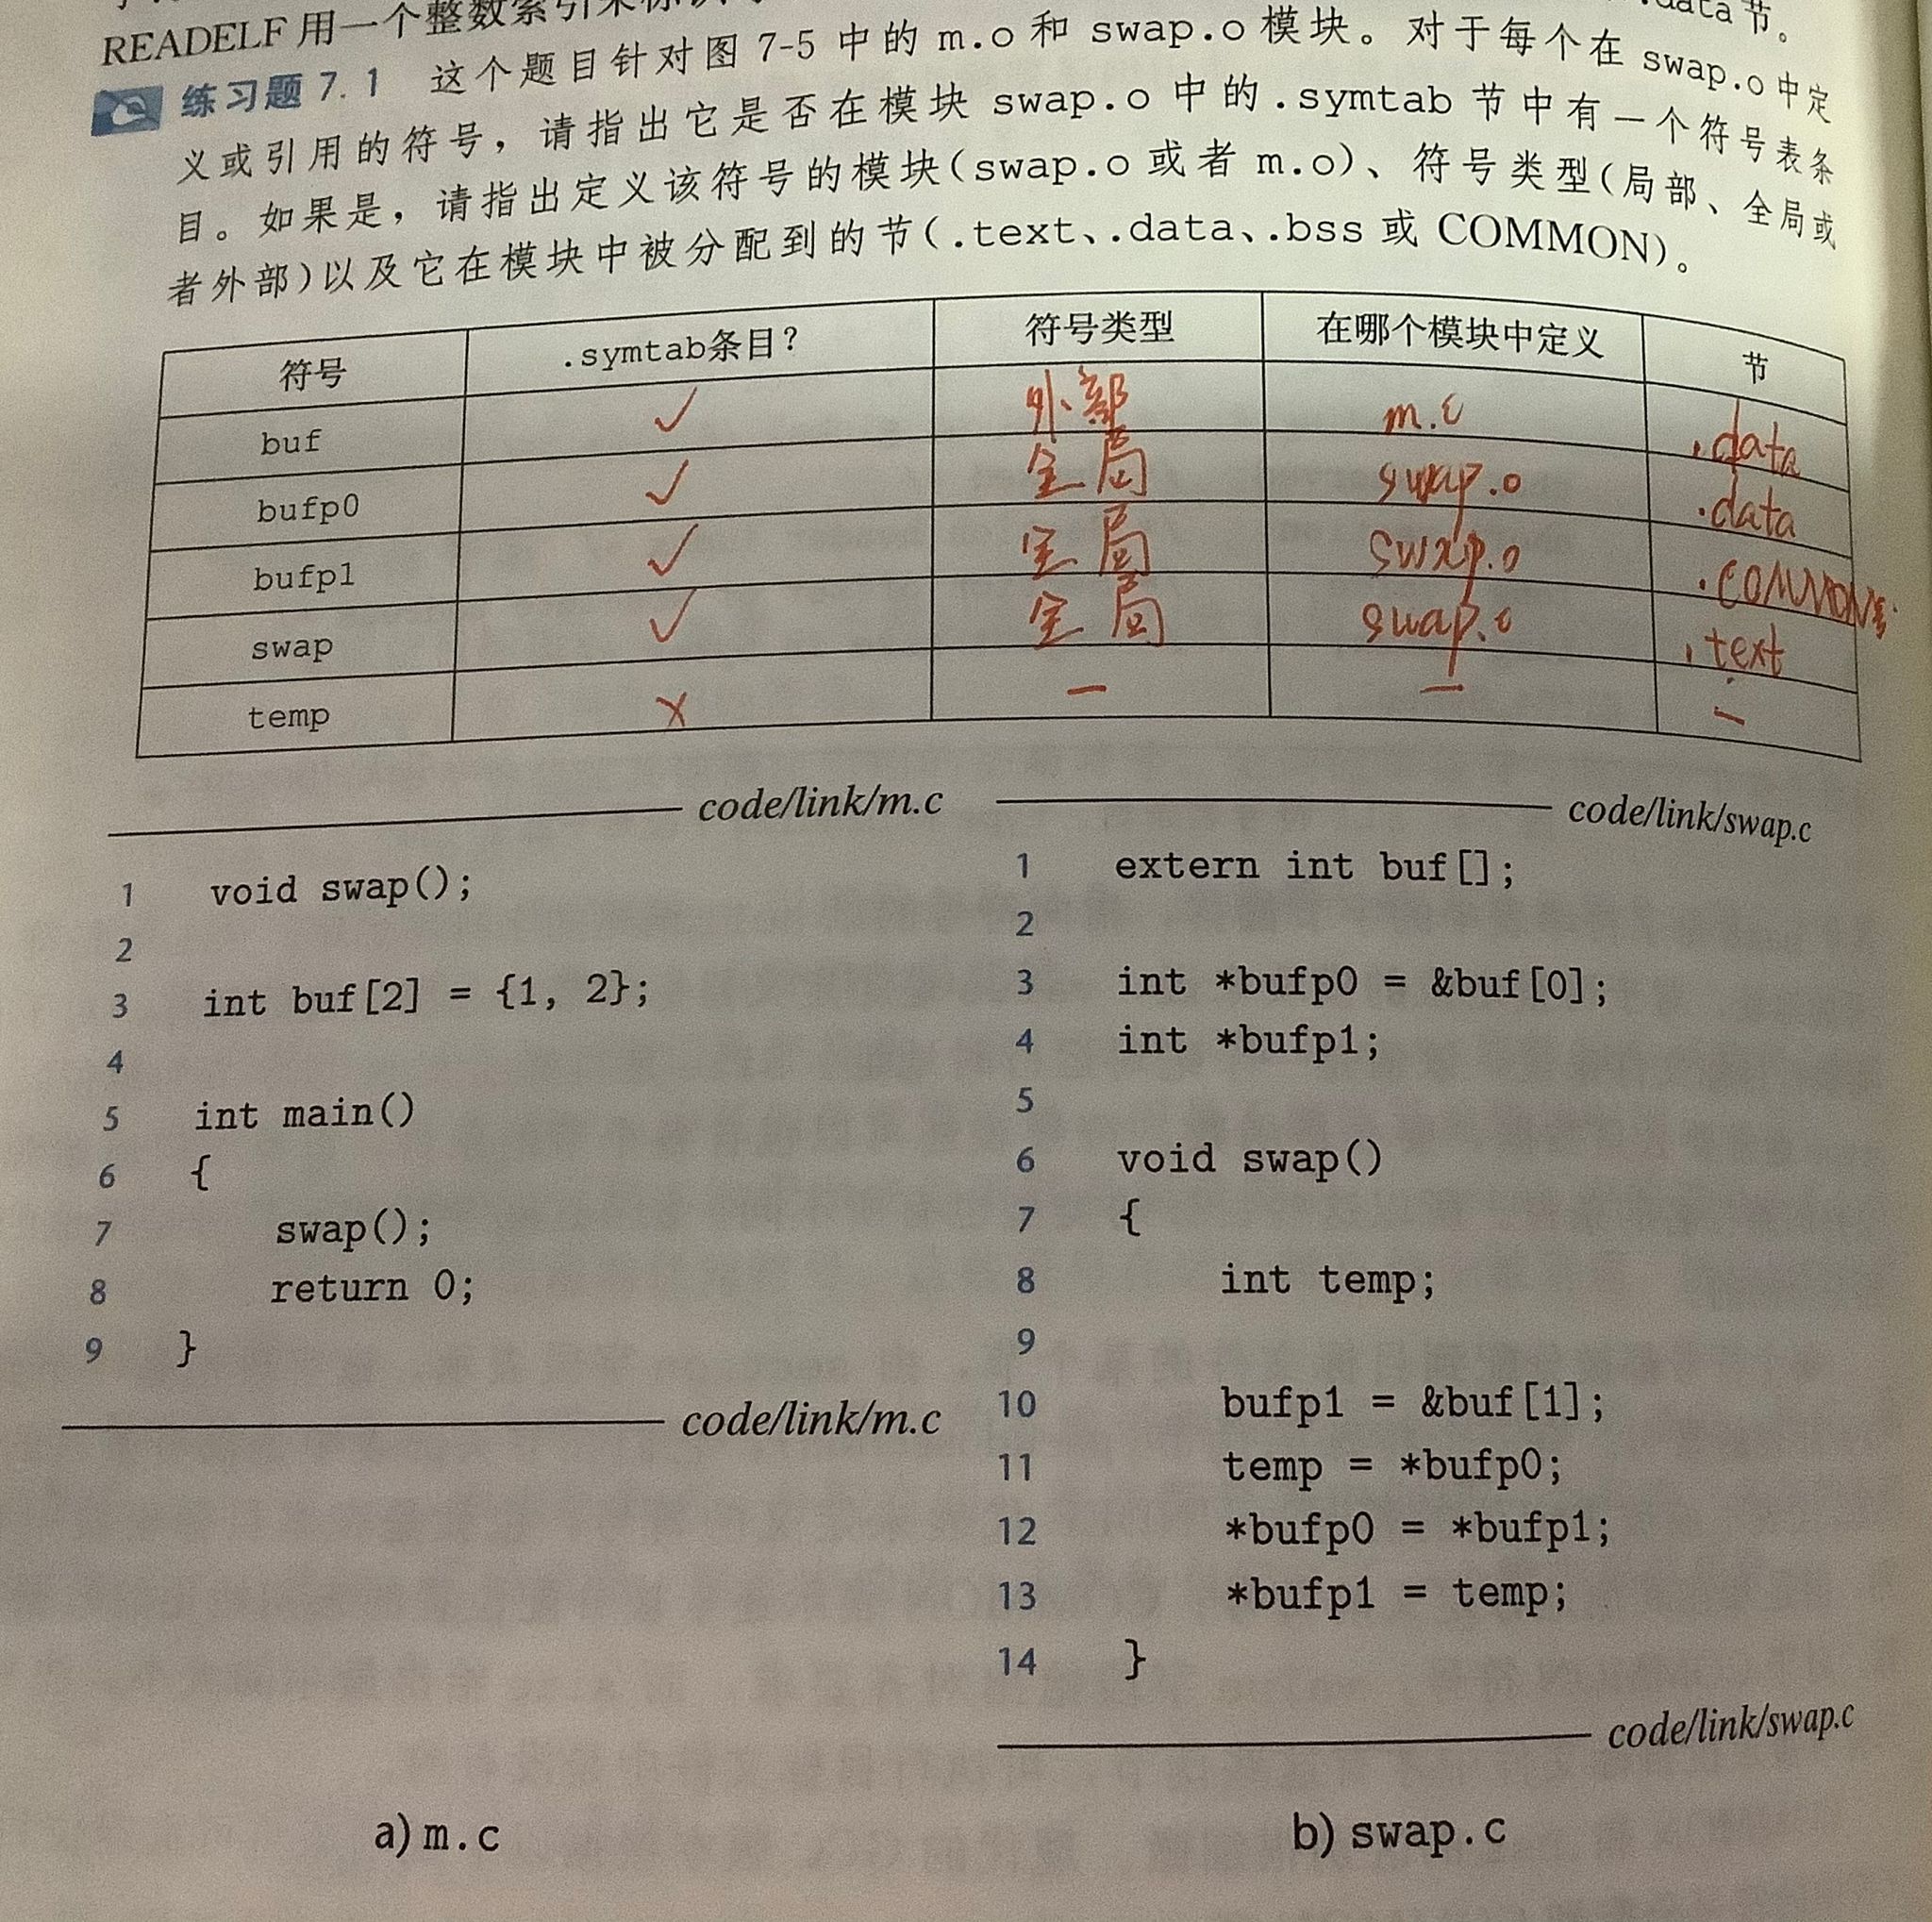 READELF 用一个整数索引来标识
.data 节。
练习题 7.1 这个题目针对图 7-5 中的 m.o 和 swap.o 模块。对于每个在 swap.o 中定
义或引用的符号，请指出它是否在模块 swap.o 中的 .symtab 节中有一个符号表条
目。如果是，请指出定义该符号的模块(swap.o 或者 m.o)、符号类型(局部、全局或
者外部)以及它在模块中被分配到的节(.text、.data、.bss 或 COMMON)。
符号 .symtab条目? 符号类型 在哪个模块中定义 节
buf ✓ 外部 m.c .data
bufp0 ✓ 全局 swap.o .data
bufp1 ✓ 全局 swap.o .COMMON
swap ✓ 全局 swap.c .text
temp × — — —
code/link/m.c
1 void swap();
2
3 int buf[2] = {1, 2};
4
5 int main()
6 {
7 swap();
8 return 0;
9 }
code/link/m.c
a) m.c
code/link/swap.c
1 extern int buf[];
2
3 int *bufp0 = &buf[0];
4 int *bufp1;
5
6 void swap()
7 {
8 int temp;
9
10 bufp1 = &buf[1];
11 temp = *bufp0;
12 *bufp0 = *bufp1;
13 *bufp1 = temp;
14 }
code/link/swap.c
b) swap.c